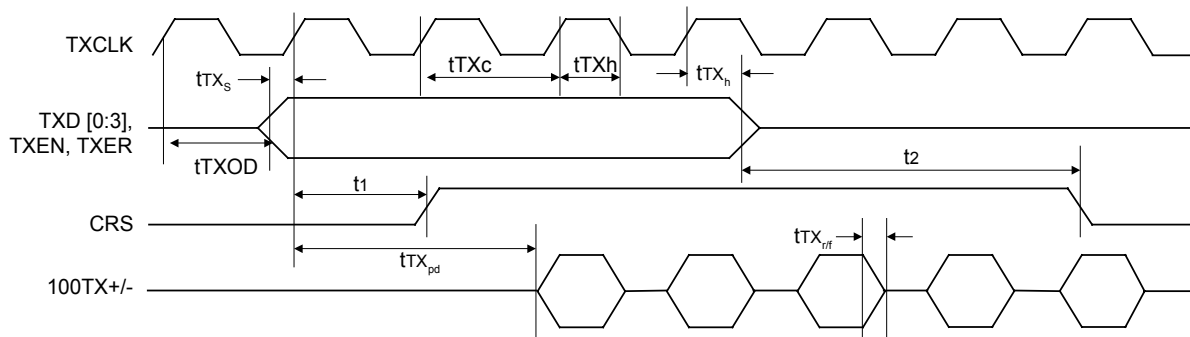 TXCLK
tTXc
tTXh
tTXh
tTXS
TXD [0:3],
TXEN, TXER
tTXOD
t1
t2
CRS
tTXr/f
tTXpd
100TX+/-